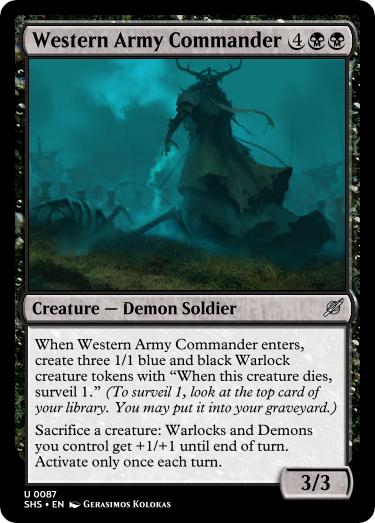 Western Army Commander 4
Creature — Demon Soldier
When Western Army Commander enters,
create three 1/1 blue and black Warlock
creature tokens with “When this creature dies,
surveil 1.” (To surveil 1, look at the top card of
your library. You may put it into your graveyard.)
Sacrifice a creature: Warlocks and Demons
you control get +1/+1 until end of turn.
Activate only once each turn.
3/3
U 0087
SHS • EN Gerasimos Kolokas